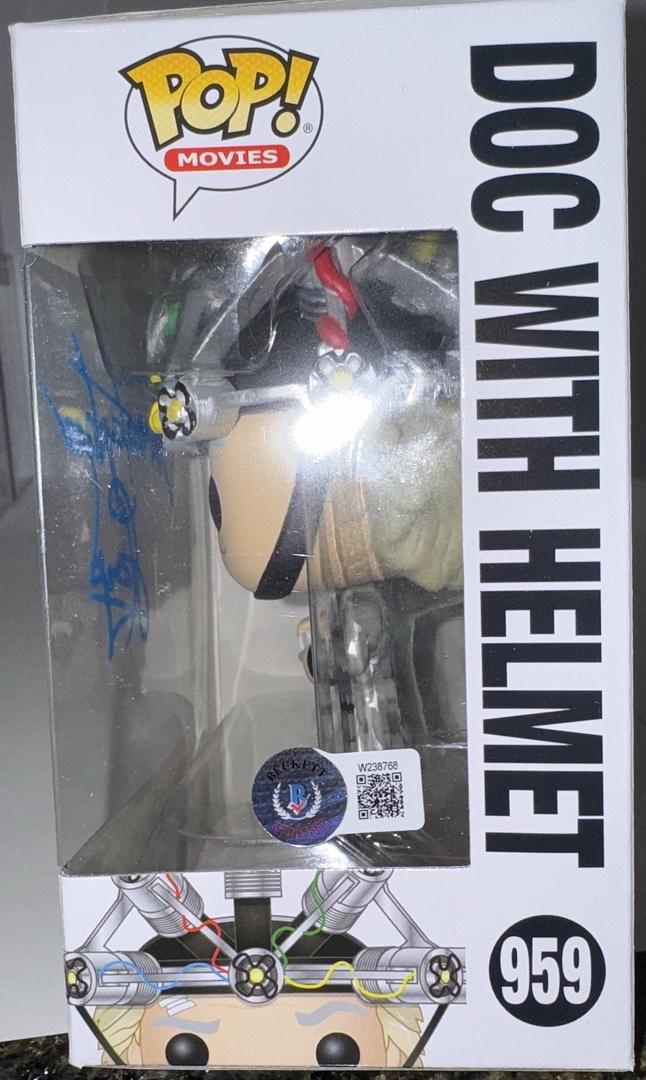 POP!
®
MOVIES
DOC WITH HELMET
BECKETT
B
W238768
959